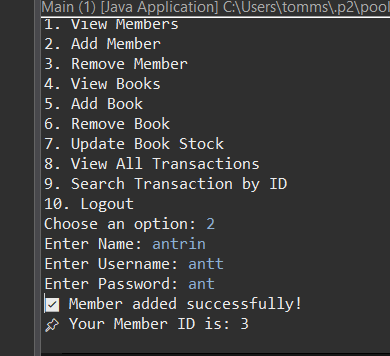 Main (1) [Java Application] C:\Users\tomms\.p2\pool
1. View Members
2. Add Member
3. Remove Member
4. View Books
5. Add Book
6. Remove Book
7. Update Book Stock
8. View All Transactions
9. Search Transaction by ID
10. Logout
Choose an option: 2
Enter Name: antrin
Enter Username: antt
Enter Password: ant
✅ Member added successfully!
📌 Your Member ID is: 3